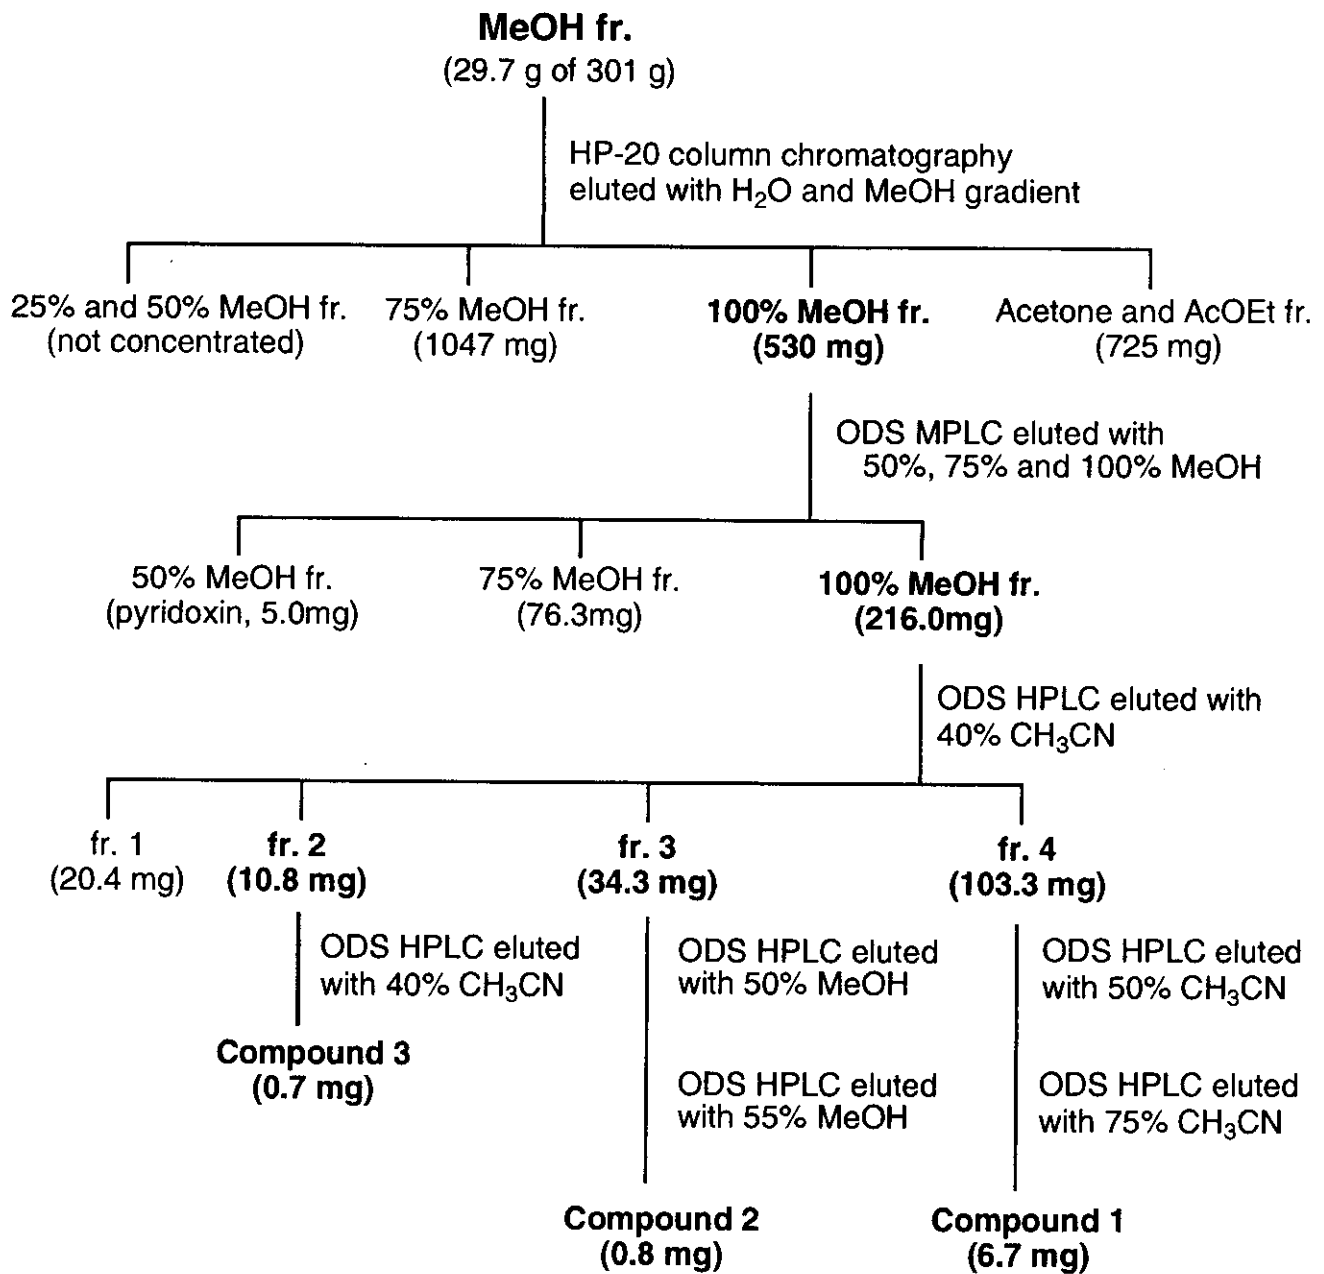 MeOH fr.
(29.7 g of 301 g)
HP-20 column chromatography
eluted with H₂O and MeOH gradient
25% and 50% MeOH fr.
(not concentrated)
75% MeOH fr.
(1047 mg)
100% MeOH fr.
(530 mg)
Acetone and AcOEt fr.
(725 mg)
ODS MPLC eluted with
50%, 75% and 100% MeOH
50% MeOH fr.
(pyridoxin, 5.0mg)
75% MeOH fr.
(76.3mg)
100% MeOH fr.
(216.0mg)
ODS HPLC eluted with
40% CH₃CN
fr. 1
(20.4 mg)
fr. 2
(10.8 mg)
fr. 3
(34.3 mg)
fr. 4
(103.3 mg)
ODS HPLC eluted
with 40% CH₃CN
ODS HPLC eluted
with 50% MeOH
ODS HPLC eluted
with 50% CH₃CN
Compound 3
(0.7 mg)
ODS HPLC eluted
with 55% MeOH
ODS HPLC eluted
with 75% CH₃CN
Compound 2
(0.8 mg)
Compound 1
(6.7 mg)